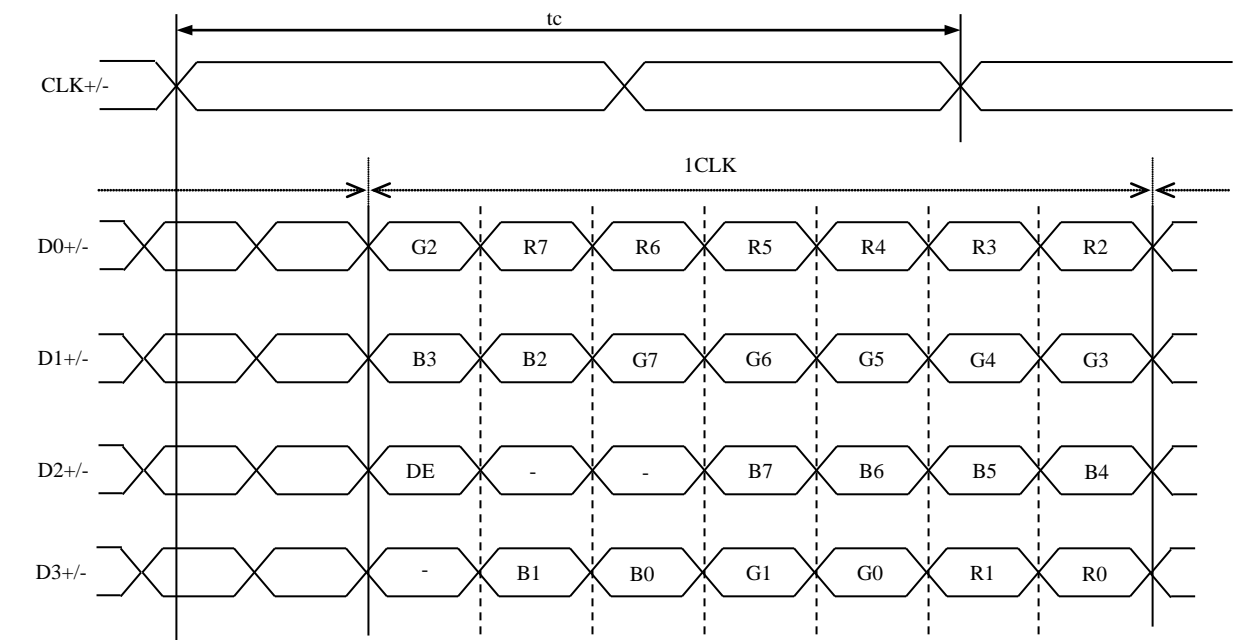 tc
CLK+/-
1CLK
D0+/- G2 R7 R6 R5 R4 R3 R2
D1+/- B3 B2 G7 G6 G5 G4 G3
D2+/- DE - - B7 B6 B5 B4
D3+/- - B1 B0 G1 G0 R1 R0